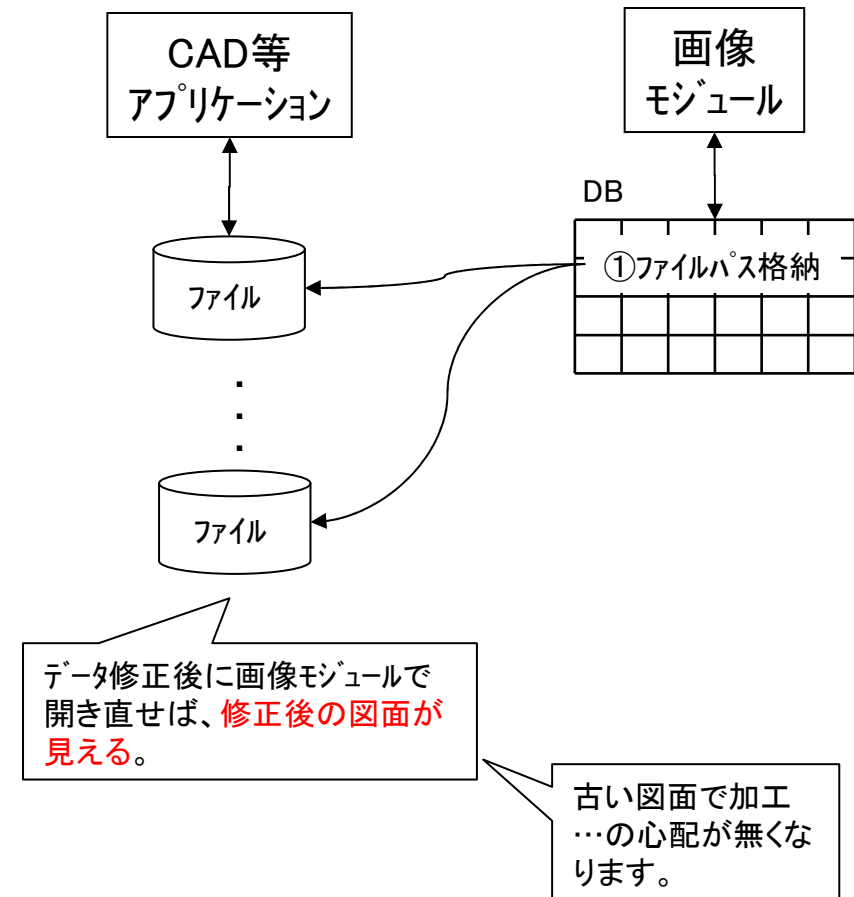 CAD等
アプリケーション
画像
モジュール
DB
①ファイルパス格納
ファイル
・
・
・
ファイル
データ修正後に画像モジュールで
開き直せば、修正後の図面が
見える。
古い図面で加工
…の心配が無くな
ります。